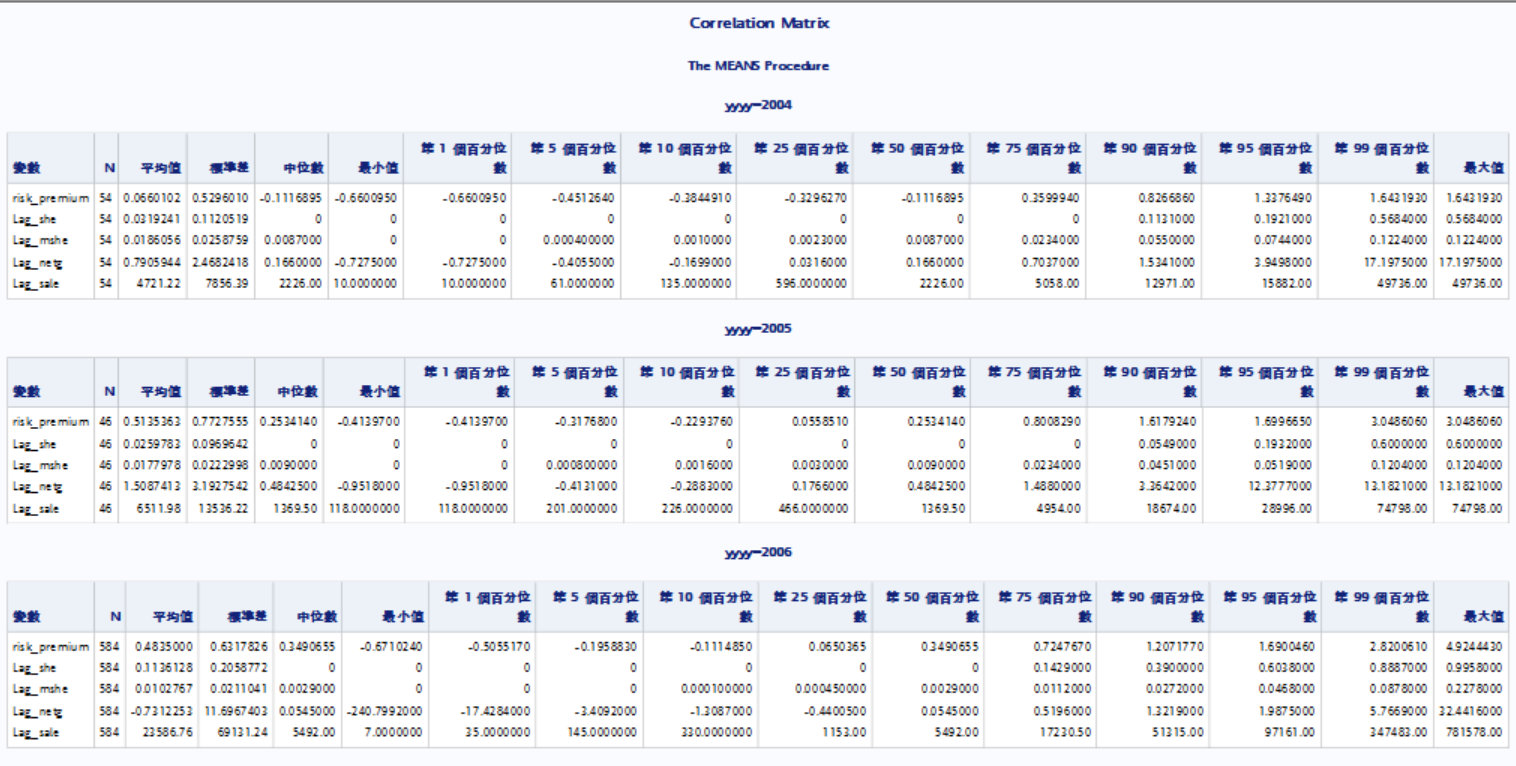 Correlation Matrix
The MEANS Procedure
yyyy=2004
變數 N 平均值 標準差 中位數 最小值 第 1 個百分位數 第 5 個百分位數 第 10 個百分位數 第 25 個百分位數 第 50 個百分位數 第 75 個百分位數 第 90 個百分位數 第 95 個百分位數 第 99 個百分位數 最大值
risk_premium 54 0.0660102 0.5296010 -0.1116895 -0.6600950 -0.6600950 -0.4512640 -0.3844910 -0.3296270 -0.1116895 0.3599940 0.8266860 1.3376490 1.6431930 1.6431930
Lag_she 54 0.0319241 0.1120519 0 0 0 0 0 0 0 0 0.1131000 0.1921000 0.5684000 0.5684000
Lag_mshe 54 0.0186056 0.0258759 0.0087000 0 0 0.000400000 0.0010000 0.0023000 0.0087000 0.0234000 0.0550000 0.0744000 0.1224000 0.1224000
Lag_netg 54 0.7905944 2.4682418 0.1660000 -0.7275000 -0.7275000 -0.4055000 -0.1699000 0.0316000 0.1660000 0.7037000 1.5341000 3.9498000 17.1975000 17.1975000
Lag_sale 54 4721.22 7856.39 2226.00 10.0000000 10.0000000 61.0000000 135.0000000 596.0000000 2226.00 5058.00 12971.00 15882.00 49736.00 49736.00
yyyy=2005
變數 N 平均值 標準差 中位數 最小值 第 1 個百分位數 第 5 個百分位數 第 10 個百分位數 第 25 個百分位數 第 50 個百分位數 第 75 個百分位數 第 90 個百分位數 第 95 個百分位數 第 99 個百分位數 最大值
risk_premium 46 0.5135363 0.7727555 0.2534140 -0.4139700 -0.4139700 -0.3176800 -0.2293760 0.0558510 0.2534140 0.8008290 1.6179240 1.6996650 3.0486060 3.0486060
Lag_she 46 0.0259783 0.0969642 0 0 0 0 0 0 0 0 0.0549000 0.1932000 0.6000000 0.6000000
Lag_mshe 46 0.0177978 0.0222998 0.0090000 0 0 0.000800000 0.0016000 0.0030000 0.0090000 0.0234000 0.0451000 0.0519000 0.1204000 0.1204000
Lag_netg 46 1.5087413 3.1927542 0.4842500 -0.9518000 -0.9518000 -0.4131000 -0.2883000 0.1766000 0.4842500 1.4880000 3.3642000 12.3777000 13.1821000 13.1821000
Lag_sale 46 6511.98 13536.22 1369.50 118.0000000 118.0000000 201.0000000 226.0000000 466.0000000 1369.50 4954.00 18674.00 28996.00 74798.00 74798.00
yyyy=2006
變數 N 平均值 標準差 中位數 最小值 第 1 個百分位數 第 5 個百分位數 第 10 個百分位數 第 25 個百分位數 第 50 個百分位數 第 75 個百分位數 第 90 個百分位數 第 95 個百分位數 第 99 個百分位數 最大值
risk_premium 584 0.4835000 0.6317826 0.3490655 -0.6710240 -0.5055170 -0.1958830 -0.1114850 0.0650365 0.3490655 0.7247670 1.2071770 1.6900460 2.8200610 4.9244430
Lag_she 584 0.1136128 0.2058772 0 0 0 0 0 0 0 0.1429000 0.3900000 0.6038000 0.8887000 0.9958000
Lag_mshe 584 0.0102767 0.0211041 0.0029000 0 0 0 0.000100000 0.000450000 0.0029000 0.0112000 0.0272000 0.0468000 0.0878000 0.2278000
Lag_netg 584 -0.7312253 11.6967403 0.0545000 -240.7992000 -17.4284000 -3.4092000 -1.3087000 -0.4400500 0.0545000 0.5196000 1.3219000 1.9875000 5.7669000 32.4416000
Lag_sale 584 23586.76 69131.24 5492.00 7.0000000 35.0000000 145.0000000 330.0000000 1153.00 5492.00 17230.50 51315.00 97161.00 347483.00 781578.00